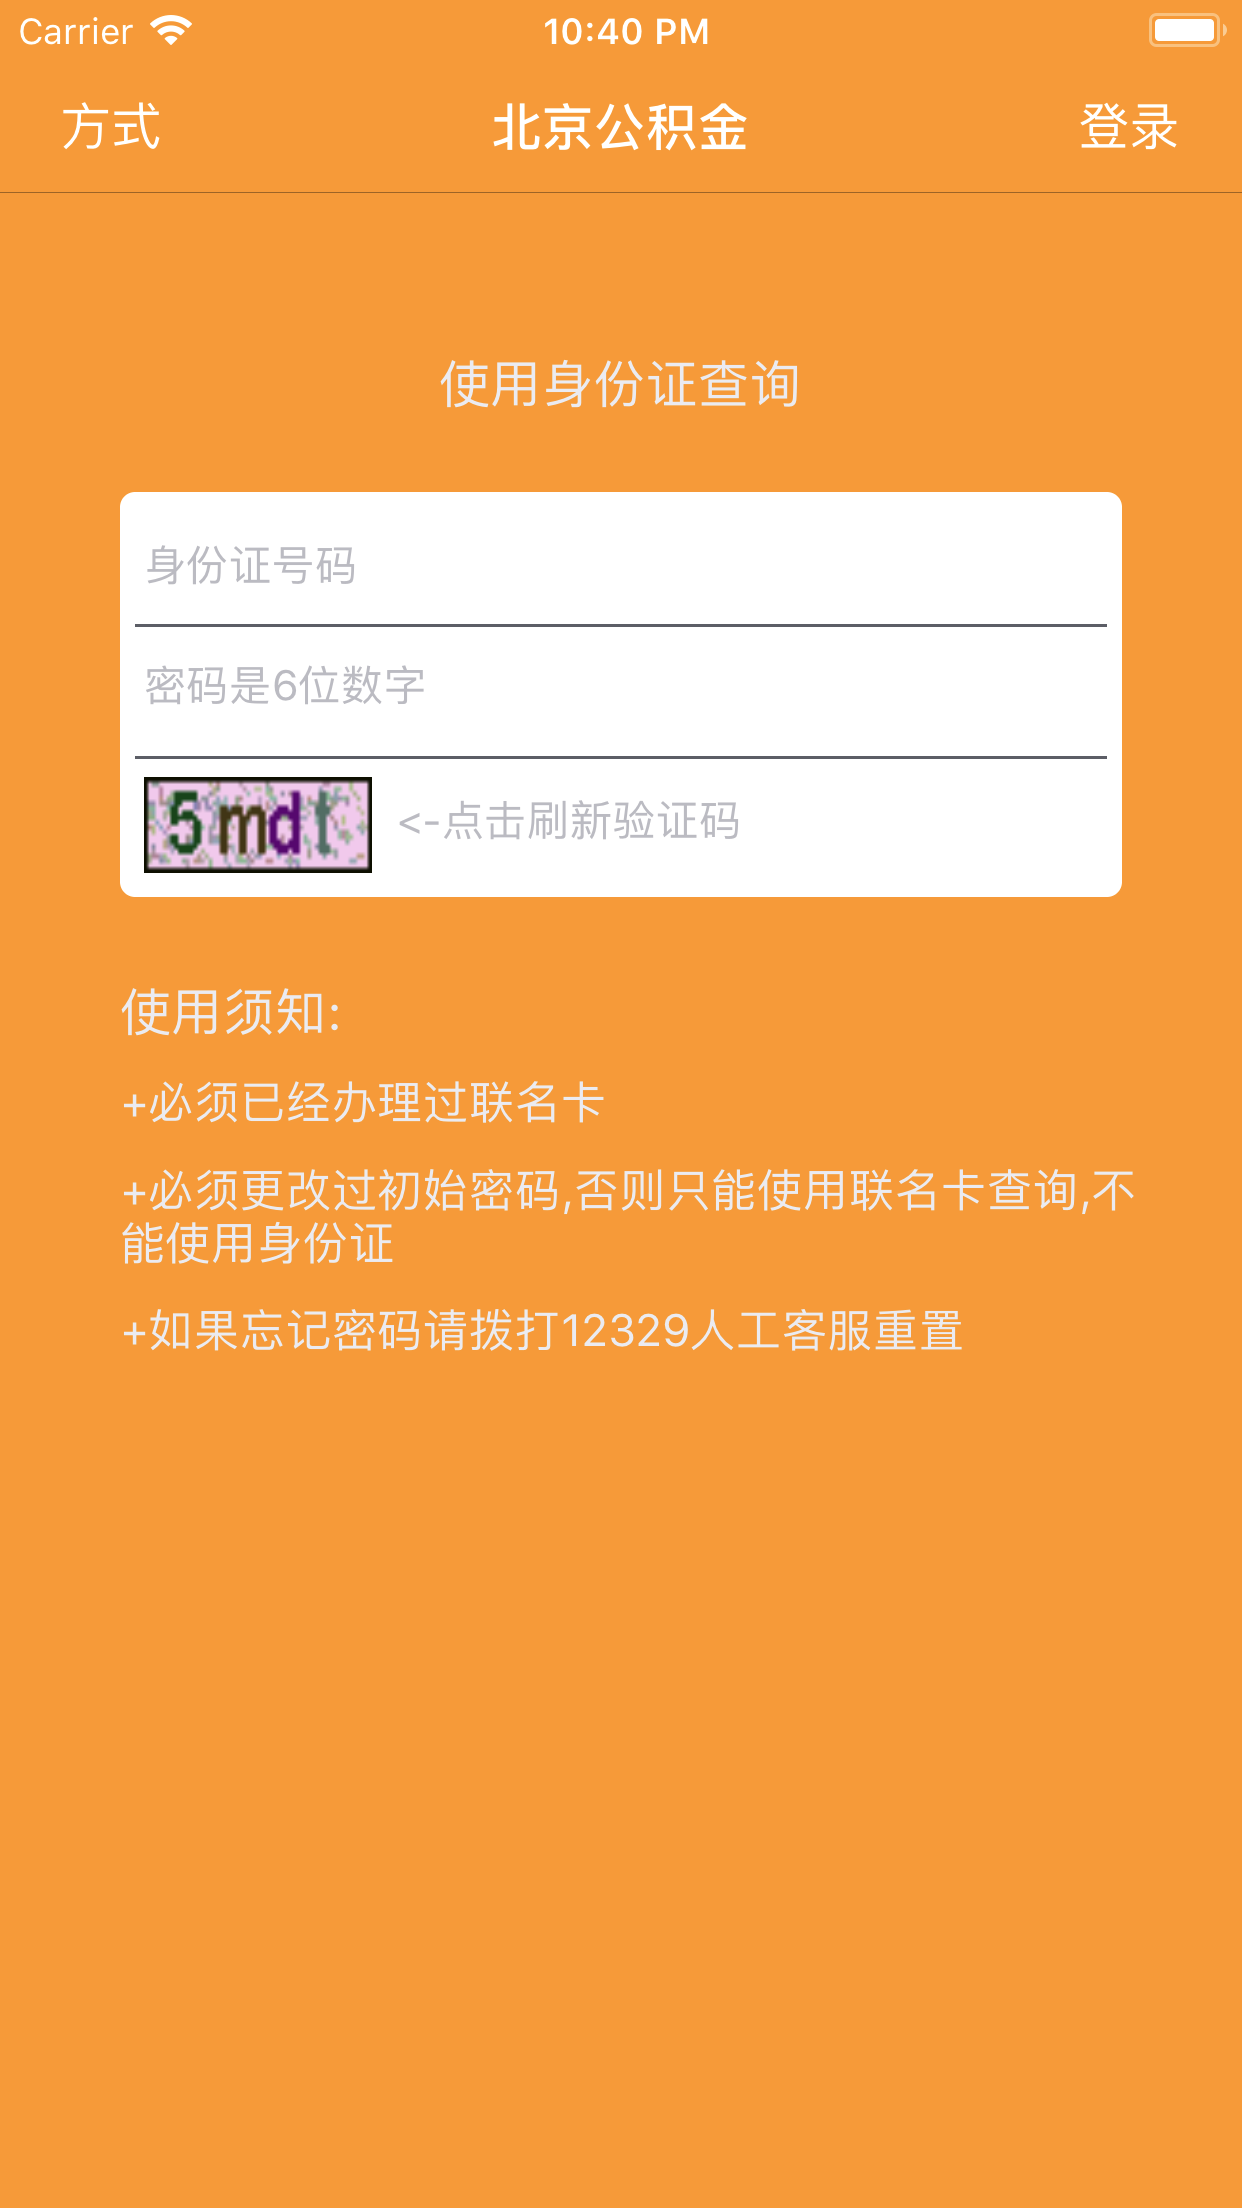 Carrier 10:40 PM
方式 北京公积金 登录
使用身份证查询
身份证号码
密码是6位数字
5mdt <-点击刷新验证码
使用须知:
+必须已经办理过联名卡
+必须更改过初始密码,否则只能使用联名卡查询,不
能使用身份证
+如果忘记密码请拨打12329人工客服重置